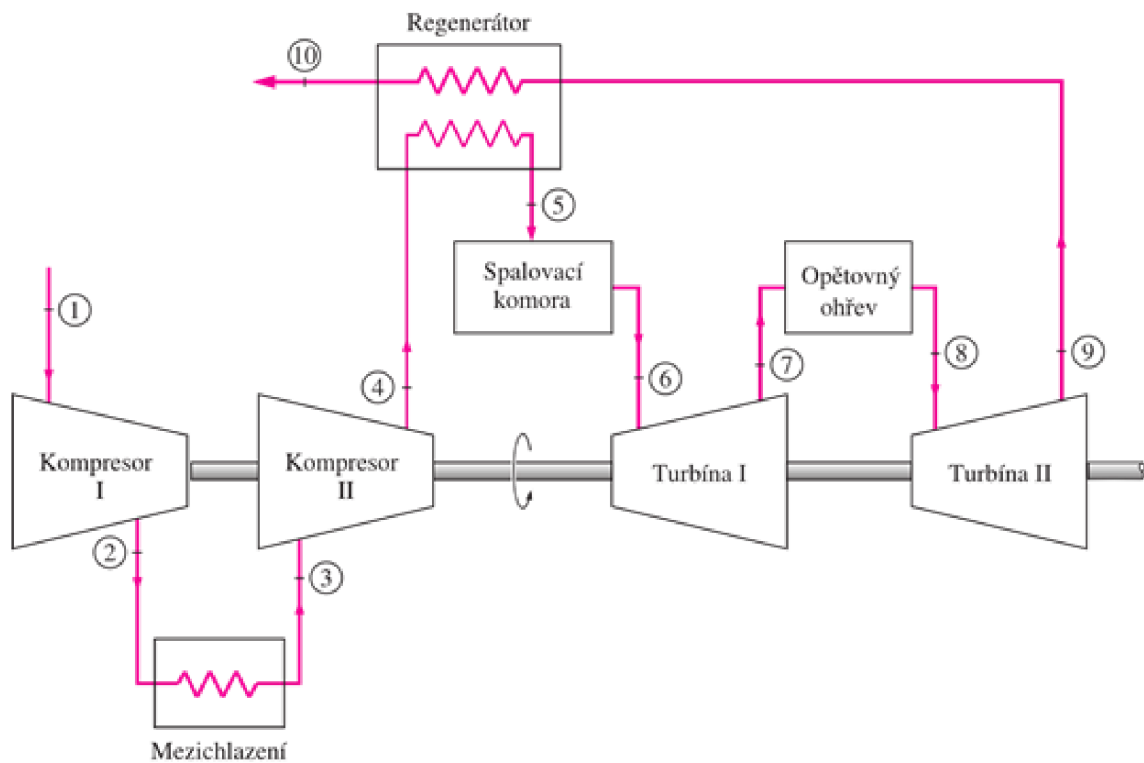 Regenerátor
10
5
Spalovací
komora
Opětovný
ohřev
1
4
6
7
8
9
Kompresor
I
Kompresor
II
Turbína I
Turbína II
2
3
Mezichlazení